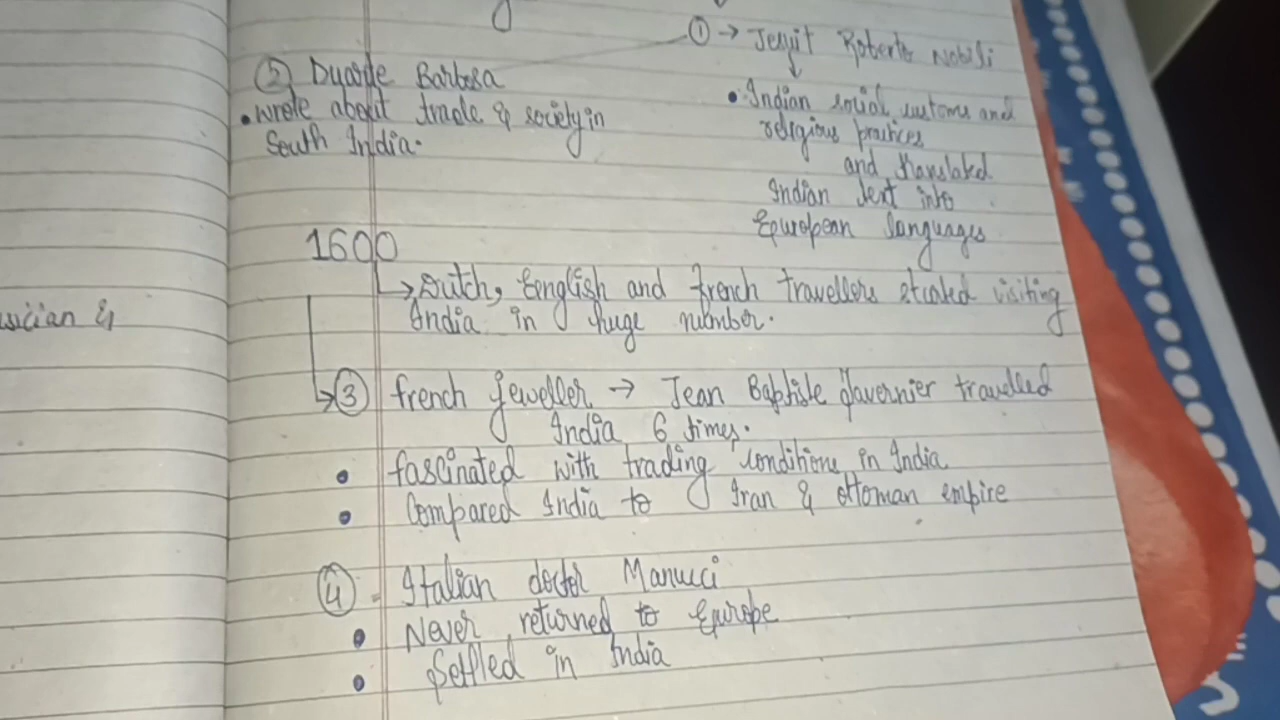 ① → Jesuit Roberto Nobili
• Indian social customs and
religious practices
and translated
Indian text into
European languages
② Duarde Barbosa
• wrote about trade & society in
South India.
1600
→ Dutch, English and French travellers started visiting
India in huge number.
③ french jeweller → Jean Baptiste Tavernier travelled
India 6 times.
• fascinated with trading conditions in India
• Compared India to Iran & ottoman empire
④ - Italian doctor Manucci
• Never returned to Europe
• Settled in India